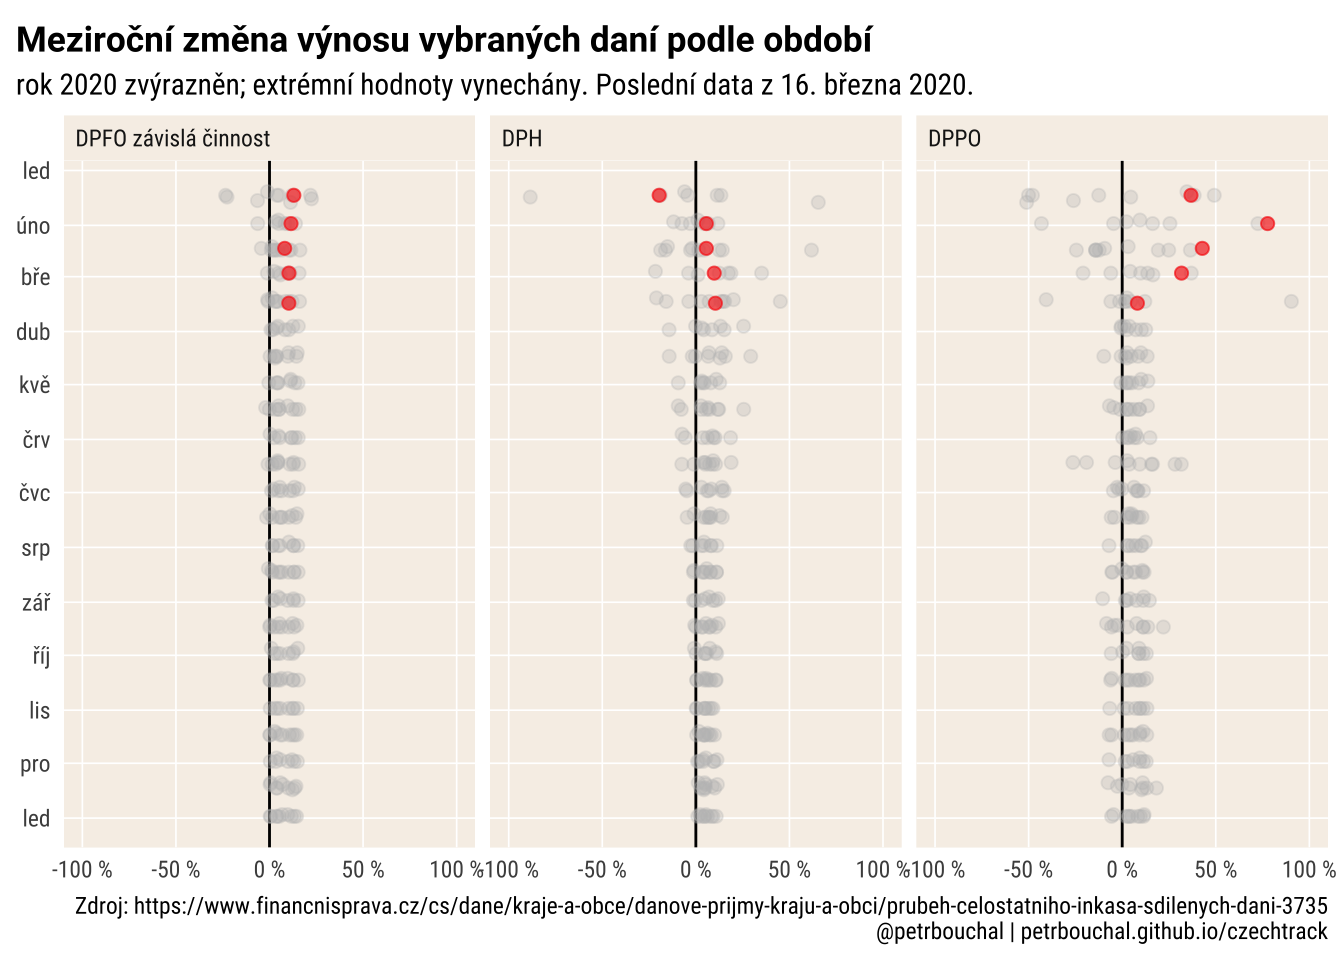 Meziroční změna výnosu vybraných daní podle období
rok 2020 zvýrazněn; extrémní hodnoty vynechány. Poslední data z 16. března 2020.
DPFO závislá činnost
DPH
DPPO
led
úno
bře
dub
kvě
črv
čvc
srp
zář
říj
lis
pro
led
-100 % -50 % 0 % 50 % 100 %
-100 % -50 % 0 % 50 % 100 %
-100 % -50 % 0 % 50 % 100 %
Zdroj: https://www.financnisprava.cz/cs/dane/kraje-a-obce/danove-prijmy-kraju-a-obci/prubeh-celostatniho-inkasa-sdilenych-dani-3735
@petrbouchal | petrbouchal.github.io/czechtrack